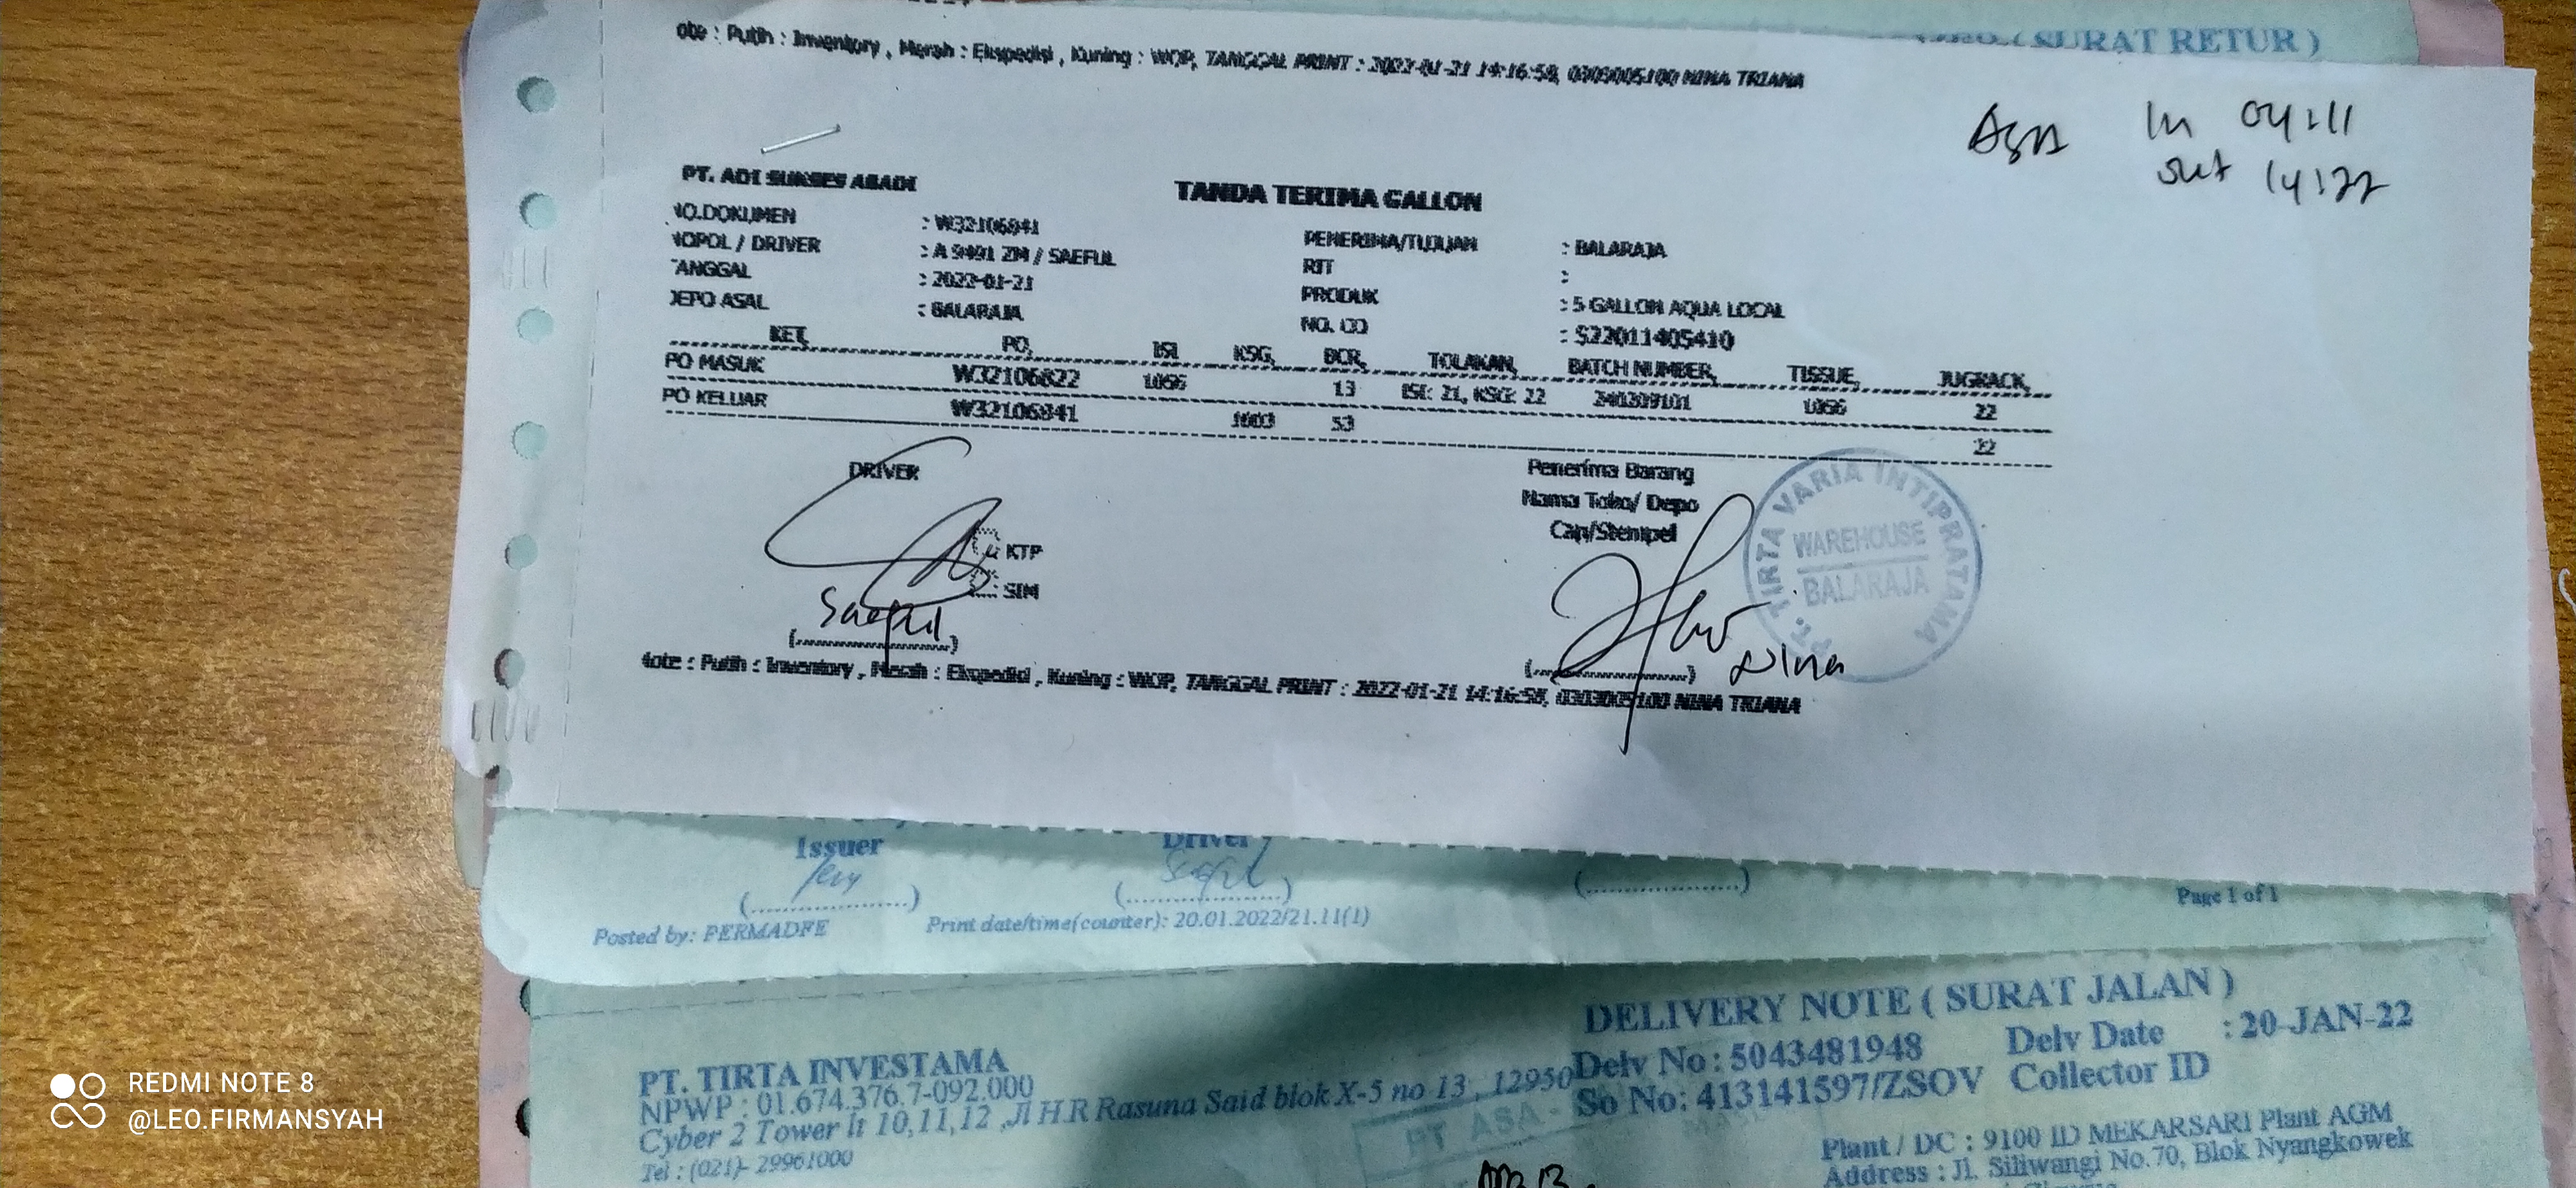 (SURAT RETUR)
ote : Putih : Inventory , Merah : Ekspedisi , Kuning : WOP, TANGGAL PRINT : 2022-01-21 14:16:58, 0303005100 NINA TRIANA
In 04:11
out 14:22
PT. ADI SUKSES ABADI
TANDA TERIMA GALLON
NO.DOKUMEN : W32106841
NOPOL / DRIVER : A 9491 ZM / SAEFUL
TANGGAL : 2022-01-21
DEPO ASAL : BALARAJA
PENERIMA/TUJUAN : BALARAJA
RIT :
PRODUK : 5 GALLON AQUA LOCAL
NO. CO : S22011405410
KET, PO, ISI KSG, BCR, TOLAKAN, BATCH NUMBER, TISSUE, JUGRACK,
PO MASUK W32106822 1056 13 ISI: 21, KSG: 22 240209101 1056 22
PO KELUAR W32106841 1003 53 22
DRIVER
KTP
SIM
Saeful
(....................)
Penerima Barang
Nama Toko/ Depo
Cap/Stempel
(....................)
Nina
PT. TIRTA VARIA INTIPRATAMA
WAREHOUSE
BALARAJA
Note : Putih : Inventory , Merah : Ekspedisi , Kuning : WOP, TANGGAL PRINT : 2022-01-21 14:16:58, 0303005100 NINA TRIANA
Issuer
Driver
(....................)
(....................)
(....................)
Page 1 of 1
Posted by: PERMADFE
Print date/time(counter): 20.01.2022/21.11(1)
DELIVERY NOTE ( SURAT JALAN )
Delv No : 5043481948 Delv Date : 20-JAN-22
So No: 413141597/ZSOV Collector ID
PT. TIRTA INVESTAMA
NPWP : 01.674.376.7-092.000
Cyber 2 Tower lt 10,11,12 ,Jl H.R Rasuna Said blok X-5 no 13 , 12950
Tel : (021)- 29961000
PT ASA -
Plant / DC : 9100 ID MEKARSARI Plant AGM
Address : Jl. Siliwangi No.70, Blok Nyangkowek
REDMI NOTE 8
@LEO.FIRMANSYAH